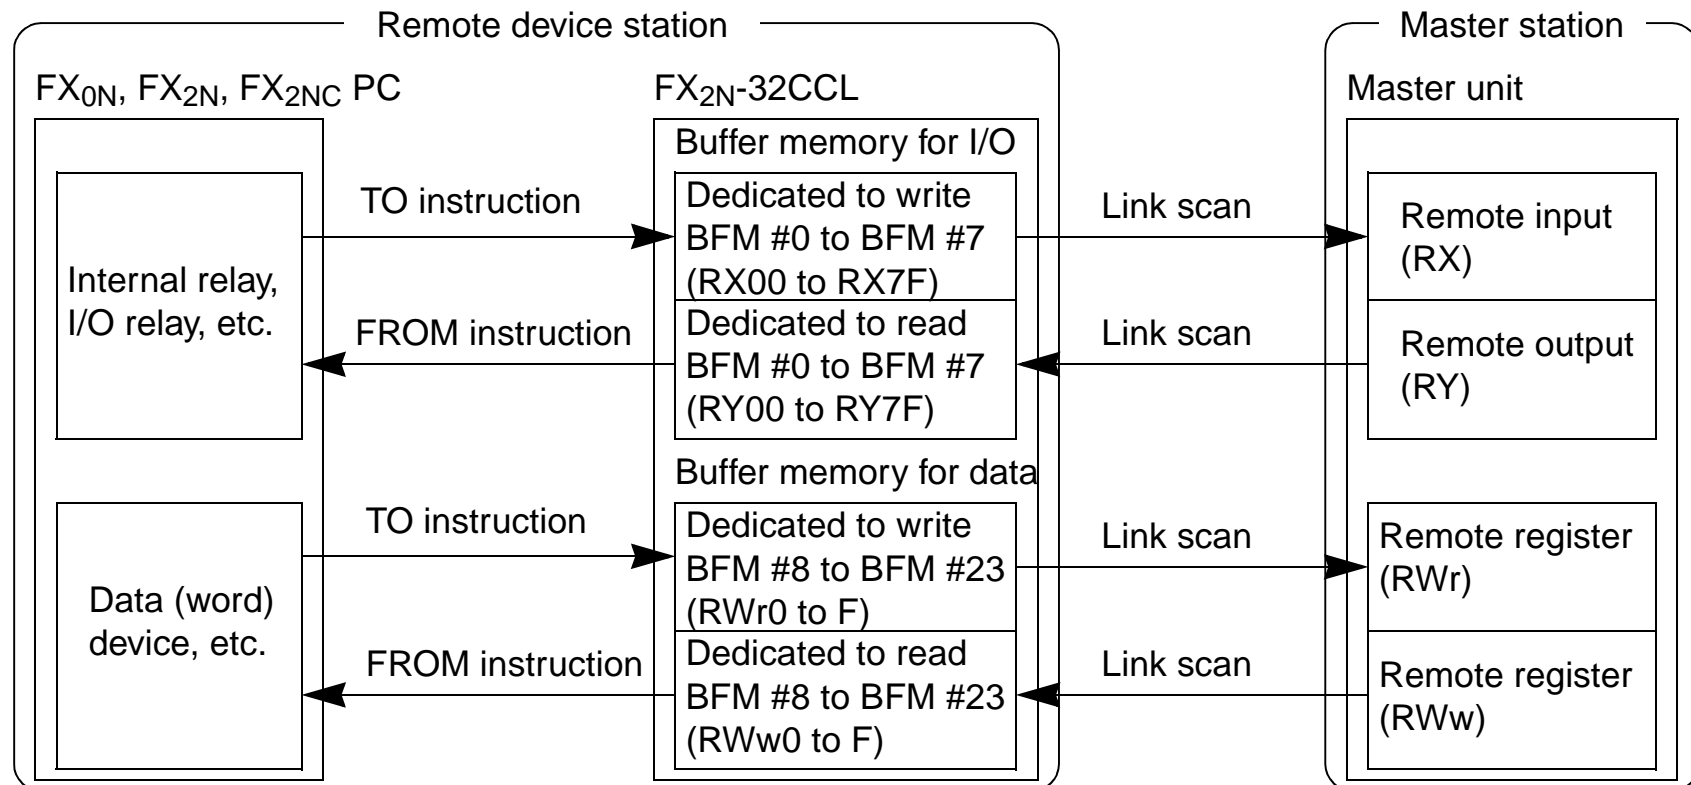 Remote device station
Master station
FX0N, FX2N, FX2NC PC
FX2N-32CCL
Master unit
Buffer memory for I/O
Internal relay,
I/O relay, etc.
TO instruction
FROM instruction
Dedicated to write
BFM #0 to BFM #7
(RX00 to RX7F)
Dedicated to read
BFM #0 to BFM #7
(RY00 to RY7F)
Link scan
Link scan
Remote input
(RX)
Remote output
(RY)
Buffer memory for data
Data (word)
device, etc.
TO instruction
FROM instruction
Dedicated to write
BFM #8 to BFM #23
(RWr0 to F)
Dedicated to read
BFM #8 to BFM #23
(RWw0 to F)
Link scan
Link scan
Remote register
(RWr)
Remote register
(RWw)